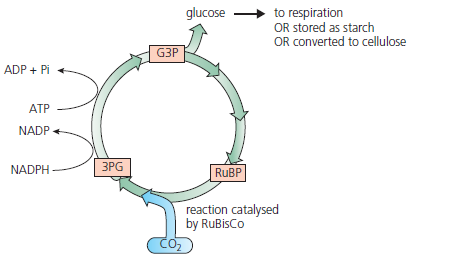 glucose
to respiration
OR stored as starch
OR converted to cellulose
G3P
ADP + Pi
ATP
NADP
NADPH
3PG
RuBP
reaction catalysed
by RuBisCo
CO₂